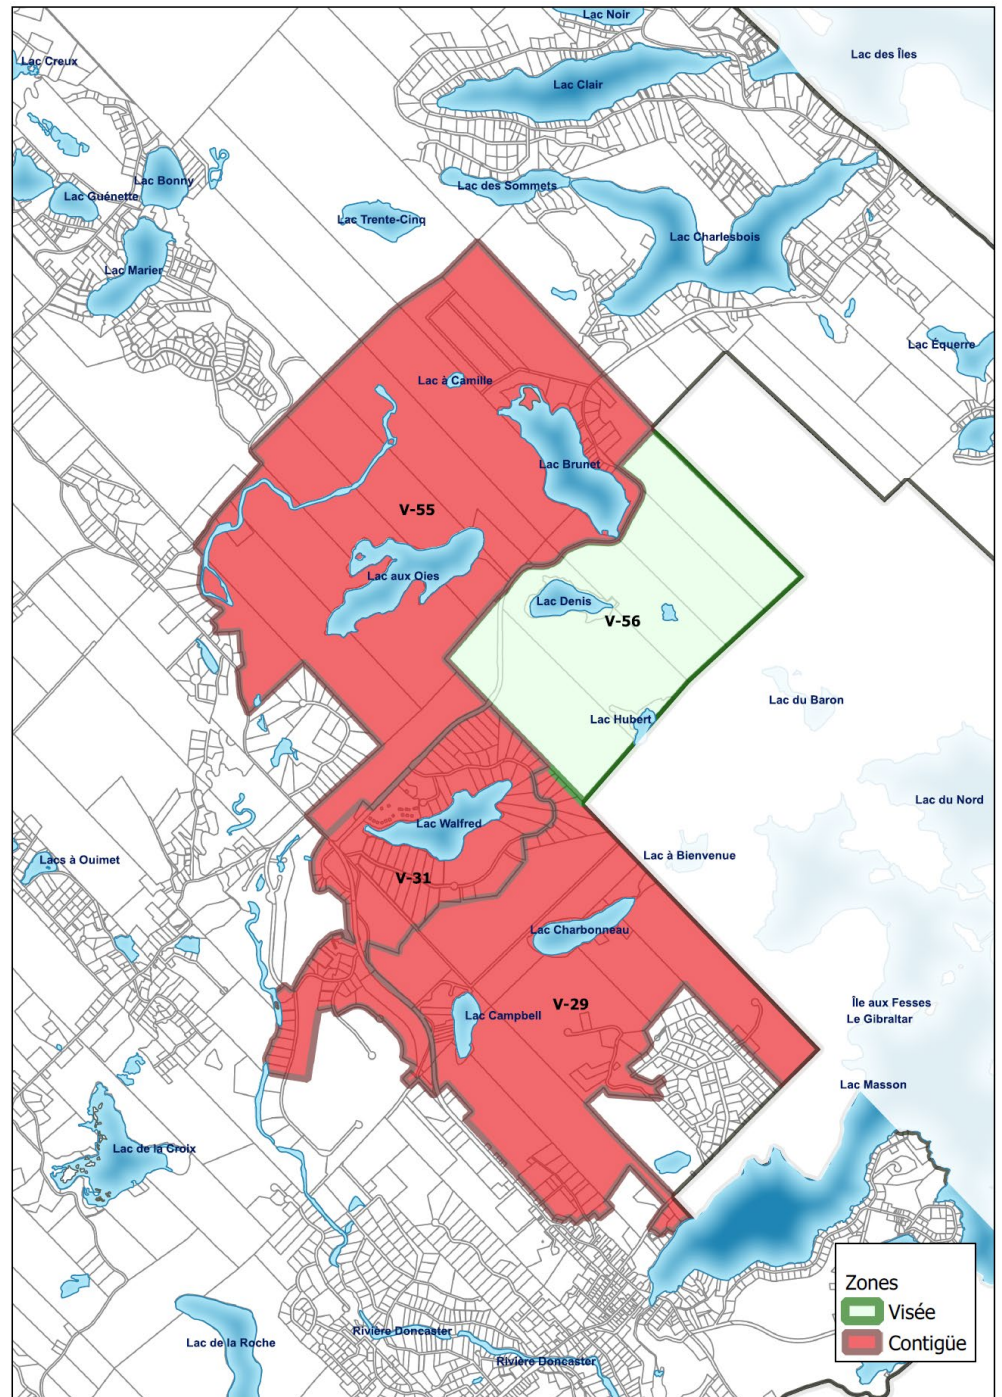 Lac Noir
Lac des Îles
Lac Creux
Lac Clair
Lac Bonny
Lac des Sommets
Lac Guénette
Lac Trente-Cinq
Lac Charlesbois
Lac Marier
Lac Équerre
Lac à Camille
Lac Brunet
V-55
Lac aux Oies
Lac Denis
V-56
Lac du Baron
Lac Hubert
Lac du Nord
Lac Walfred
Lacs à Ouimet
Lac à Bienvenue
V-31
Lac Charbonneau
V-29
Île aux Fesses
Le Gibraltar
Lac Campbell
Lac Masson
Lac de la Croix
Zones
Visée
Contigüe
Rivière Doncaster
Lac de la Roche
Rivière Doncaster